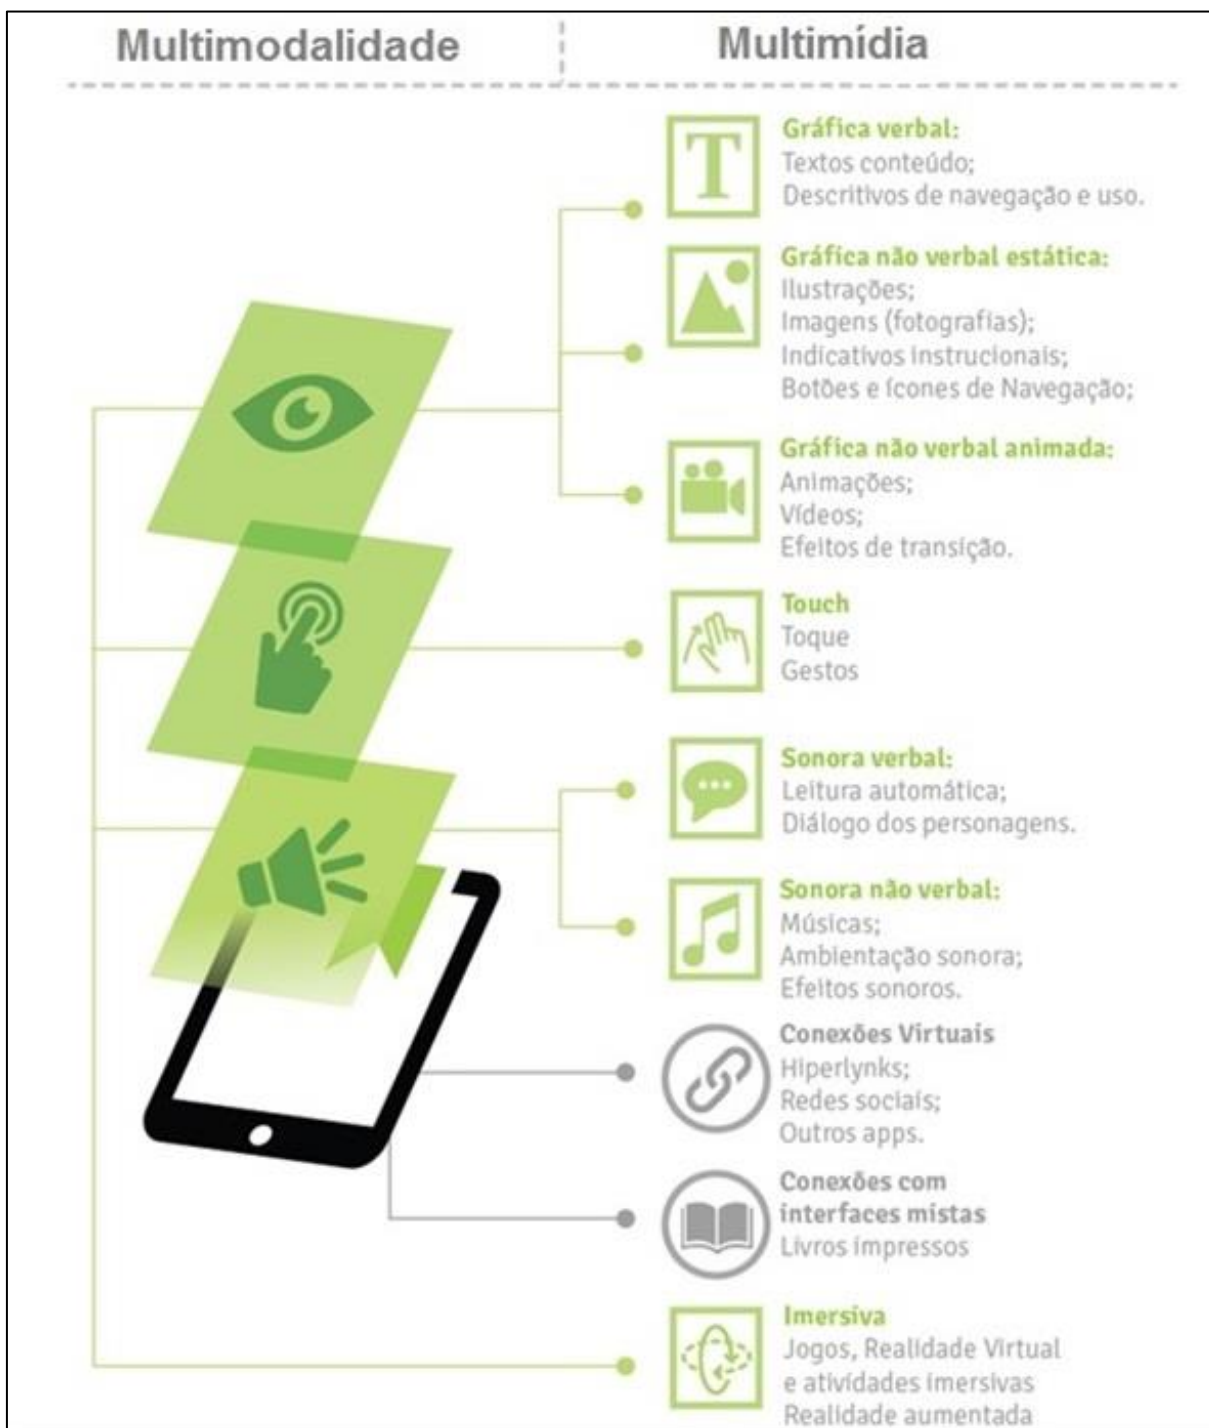 Multimodalidade
Multimídia
T
Gráfica verbal:
Textos conteúdo;
Descritivos de navegação e uso.
Gráfica não verbal estática:
Ilustrações;
Imagens (fotografias);
Indicativos instrucionais;
Botões e ícones de Navegação;
Gráfica não verbal animada:
Animações;
Vídeos;
Efeitos de transição.
Touch
Toque
Gestos
Sonora verbal:
Leitura automática;
Diálogo dos personagens.
Sonora não verbal:
Músicas;
Ambientação sonora;
Efeitos sonoros.
Conexões Virtuais
Hiperlynks;
Redes sociais;
Outros apps.
Conexões com
interfaces mistas
Livros impressos
Imersiva
Jogos, Realidade Virtual
e atividades imersivas
Realidade aumentada